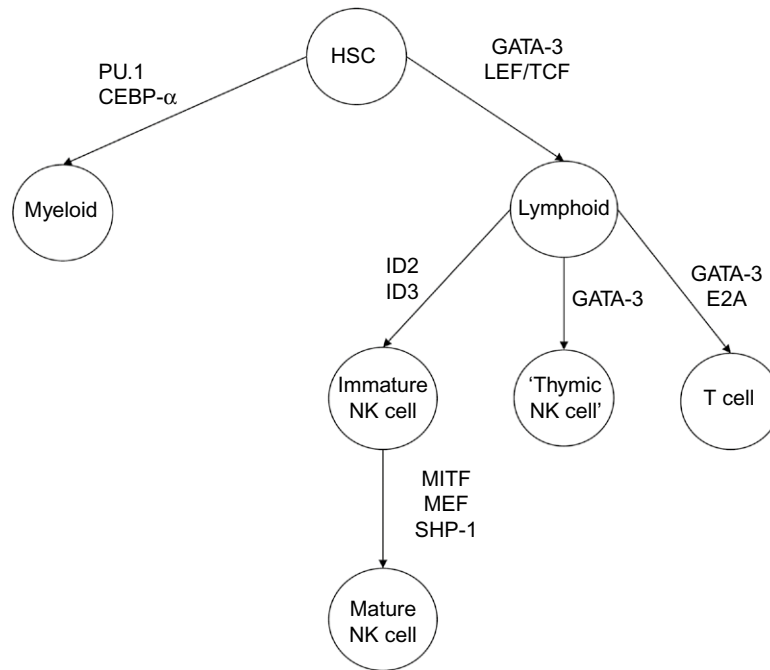 HSC
PU.1
CEBP-α
GATA-3
LEF/TCF
Myeloid
Lymphoid
ID2
ID3
GATA-3
GATA-3
E2A
Immature
NK cell
‘Thymic
NK cell’
T cell
MITF
MEF
SHP-1
Mature
NK cell